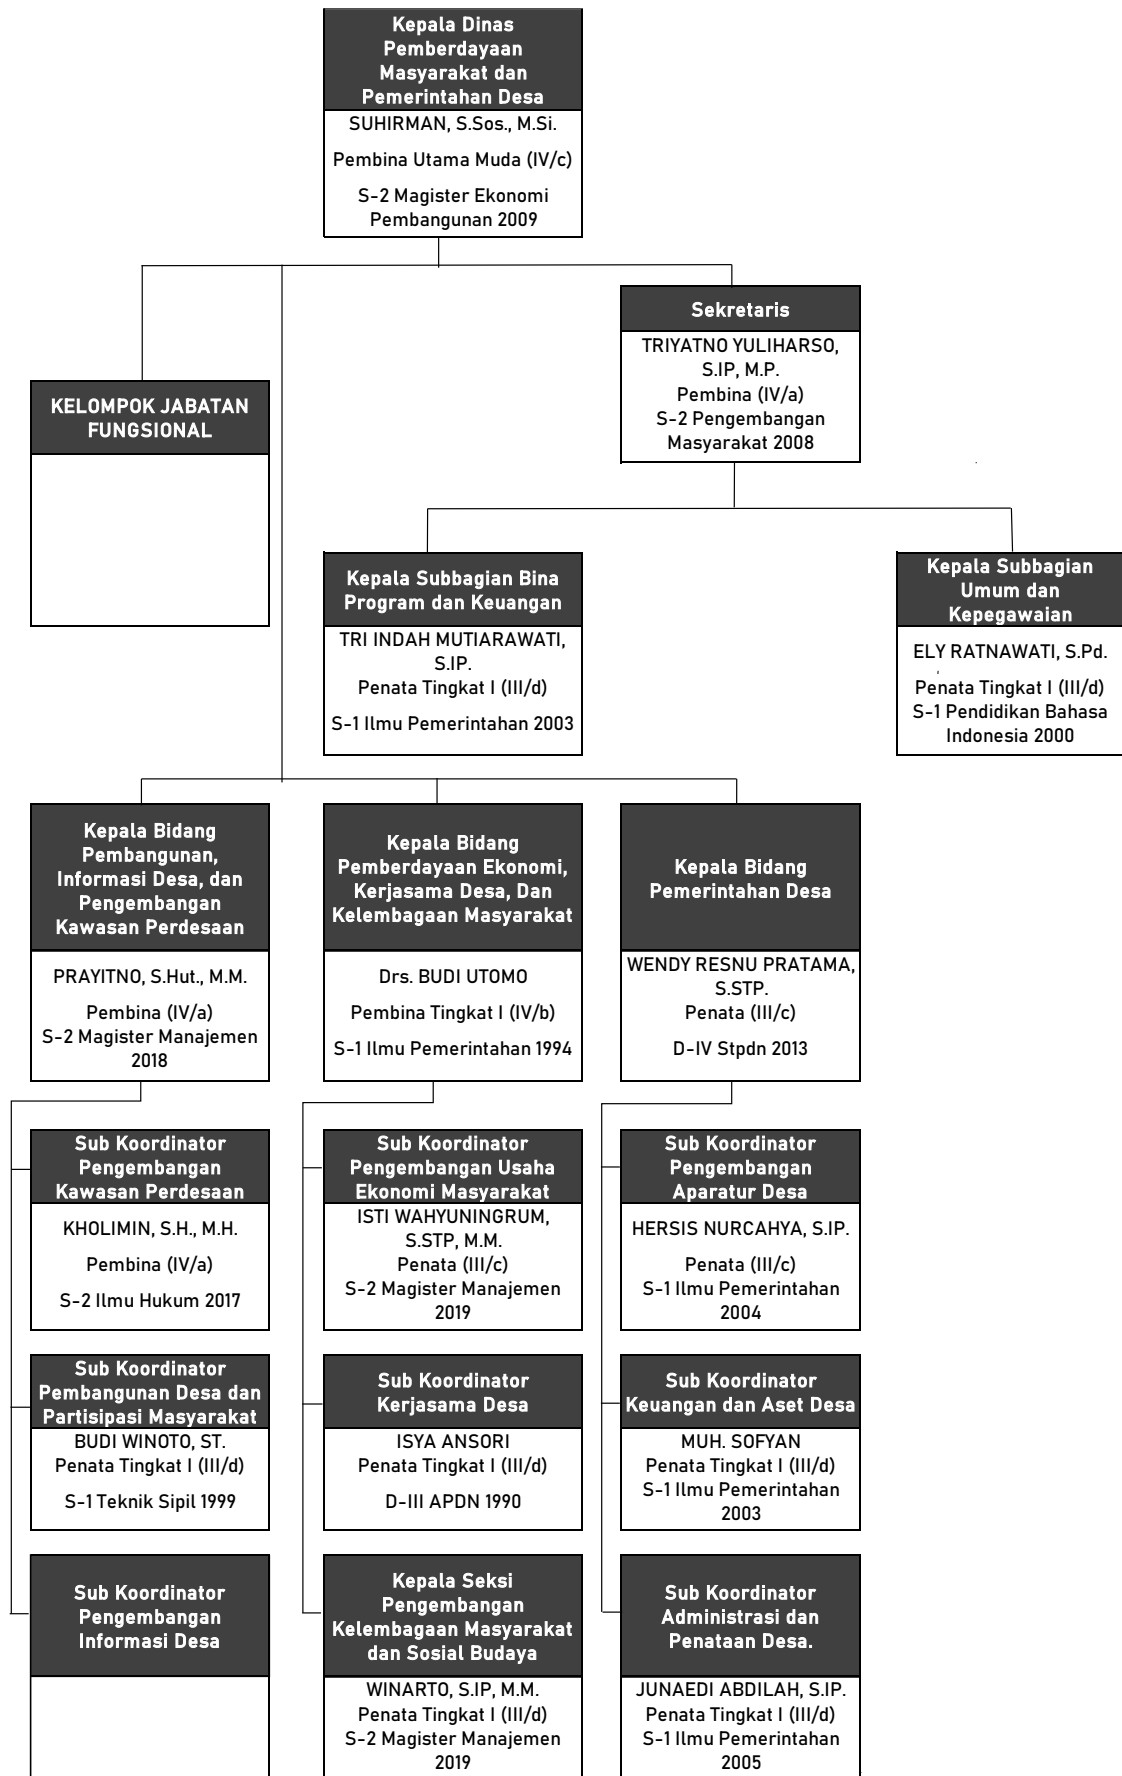 Kepala Dinas
Pemberdayaan
Masyarakat dan
Pemerintahan Desa
SUHIRMAN, S.Sos., M.Si.
Pembina Utama Muda (IV/c)
S-2 Magister Ekonomi
Pembangunan 2009
Sekretaris
TRIYATNO YULIHARSO,
S.IP, M.P.
Pembina (IV/a)
S-2 Pengembangan
Masyarakat 2008
KELOMPOK JABATAN
FUNGSIONAL
Kepala Subbagian Bina
Program dan Keuangan
TRI INDAH MUTIARAWATI,
S.IP.
Penata Tingkat I (III/d)
S-1 Ilmu Pemerintahan 2003
Kepala Subbagian
Umum dan
Kepegawaian
ELY RATNAWATI, S.Pd.
Penata Tingkat I (III/d)
S-1 Pendidikan Bahasa
Indonesia 2000
Kepala Bidang
Pembangunan,
Informasi Desa, dan
Pengembangan
Kawasan Perdesaan
PRAYITNO, S.Hut., M.M.
Pembina (IV/a)
S-2 Magister Manajemen
2018
Kepala Bidang
Pemberdayaan Ekonomi,
Kerjasama Desa, Dan
Kelembagaan Masyarakat
Drs. BUDI UTOMO
Pembina Tingkat I (IV/b)
S-1 Ilmu Pemerintahan 1994
Kepala Bidang
Pemerintahan Desa
WENDY RESNU PRATAMA,
S.STP.
Penata (III/c)
D-IV Stpdn 2013
Sub Koordinator
Pengembangan
Kawasan Perdesaan
KHOLIMIN, S.H., M.H.
Pembina (IV/a)
S-2 Ilmu Hukum 2017
Sub Koordinator
Pengembangan Usaha
Ekonomi Masyarakat
ISTI WAHYUNINGRUM,
S.STP, M.M.
Penata (III/c)
S-2 Magister Manajemen
2019
Sub Koordinator
Pengembangan
Aparatur Desa
HERSIS NURCAHYA, S.IP.
Penata (III/c)
S-1 Ilmu Pemerintahan
2004
Sub Koordinator
Pembangunan Desa dan
Partisipasi Masyarakat
BUDI WINOTO, ST.
Penata Tingkat I (III/d)
S-1 Teknik Sipil 1999
Sub Koordinator
Kerjasama Desa
ISYA ANSORI
Penata Tingkat I (III/d)
D-III APDN 1990
Sub Koordinator
Keuangan dan Aset Desa
MUH. SOFYAN
Penata Tingkat I (III/d)
S-1 Ilmu Pemerintahan
2003
Sub Koordinator
Pengembangan
Informasi Desa
Kepala Seksi
Pengembangan
Kelembagaan Masyarakat
dan Sosial Budaya
WINARTO, S.IP, M.M.
Penata Tingkat I (III/d)
S-2 Magister Manajemen
2019
Sub Koordinator
Administrasi dan
Penataan Desa.
JUNAEDI ABDILAH, S.IP.
Penata Tingkat I (III/d)
S-1 Ilmu Pemerintahan
2005